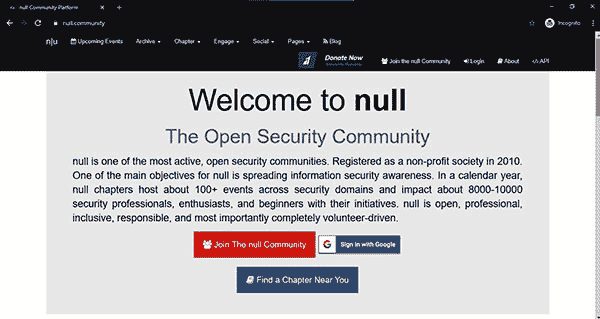 null Community Platform
null.community
Incognito
n|u Upcoming Events Archive Chapter Engage Social Pages Blog
Donate Now
Join the null Community Login About API
Welcome to null
The Open Security Community
null is one of the most active, open security communities. Registered as a non-profit society in 2010.
One of the main objectives for null is spreading information security awareness. In a calendar year,
null chapters host about 100+ events across security domains and impact about 8000-10000
security professionals, enthusiasts, and beginners with their initiatives. null is open, professional,
inclusive, responsible, and most importantly completely volunteer-driven.
Join The null Community Sign in with Google
Find a Chapter Near You